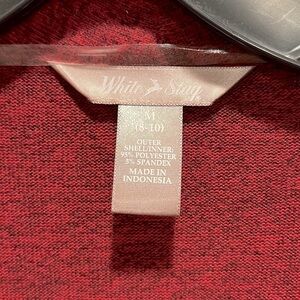 White Stag
M
(8-10)
OUTER
SHELL/INNER:
95% POLYESTER
5% SPANDEX
MADE IN
INDONESIA